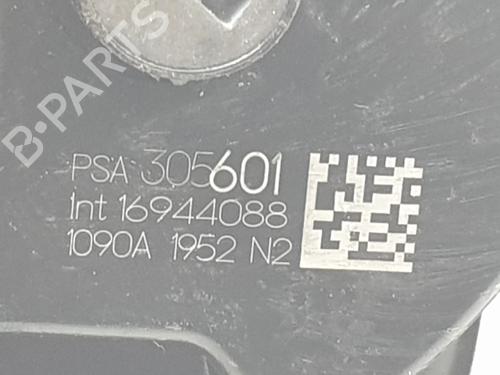 B-PARTS
PSA 305601
int 16944088
1090A 1952 N2